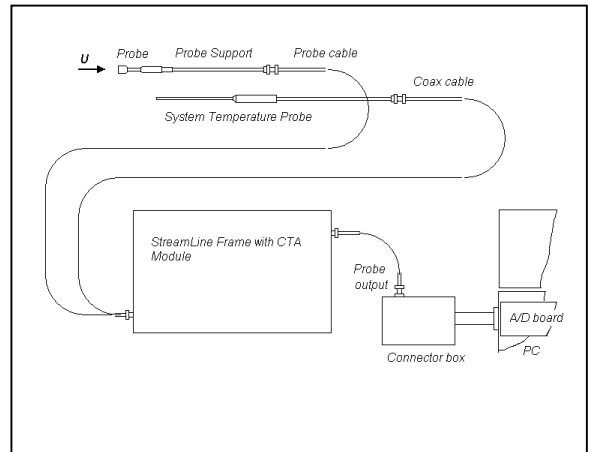 U
Probe
Probe Support
Probe cable
Coax cable
System Temperature Probe
StreamLine Frame with CTA
Module
Probe
output
A/D board
Connector box
PC